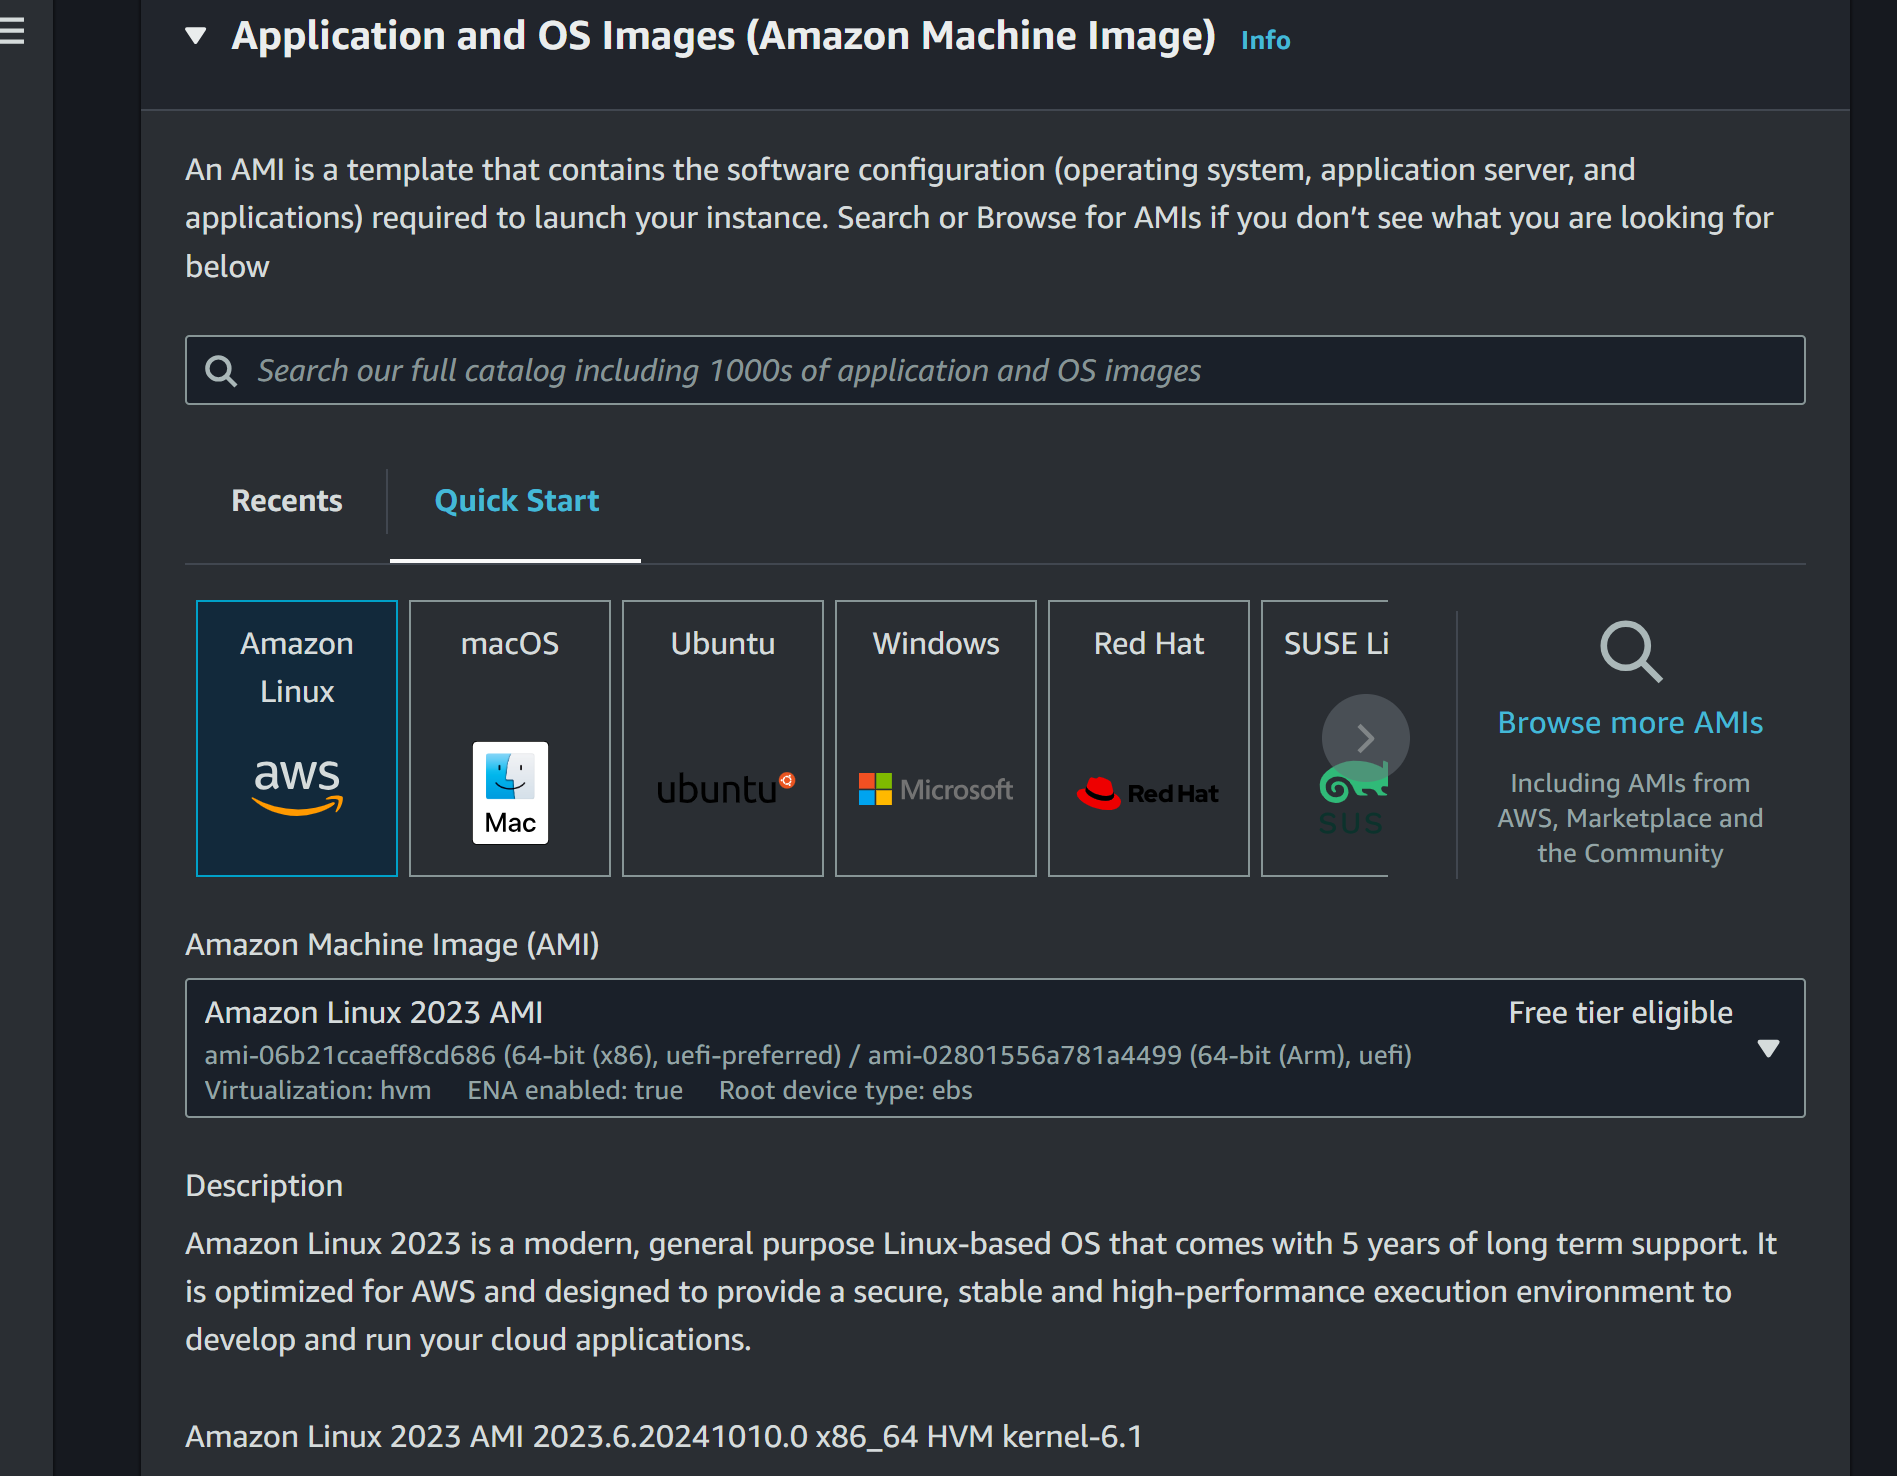 Application and OS Images (Amazon Machine Image) Info
An AMI is a template that contains the software configuration (operating system, application server, and
applications) required to launch your instance. Search or Browse for AMIs if you don’t see what you are looking for
below
Search our full catalog including 1000s of application and OS images
Recents
Quick Start
Amazon
Linux
aws
macOS
Mac
Ubuntu
ubuntu
Windows
Microsoft
Red Hat
Red Hat
SUSE Li
SUS
Browse more AMIs
Including AMIs from
AWS, Marketplace and
the Community
Amazon Machine Image (AMI)
Amazon Linux 2023 AMI
Free tier eligible
ami-06b21ccaeff8cd686 (64-bit (x86), uefi-preferred) / ami-02801556a781a4499 (64-bit (Arm), uefi)
Virtualization: hvm ENA enabled: true Root device type: ebs
Description
Amazon Linux 2023 is a modern, general purpose Linux-based OS that comes with 5 years of long term support. It
is optimized for AWS and designed to provide a secure, stable and high-performance execution environment to
develop and run your cloud applications.
Amazon Linux 2023 AMI 2023.6.20241010.0 x86_64 HVM kernel-6.1